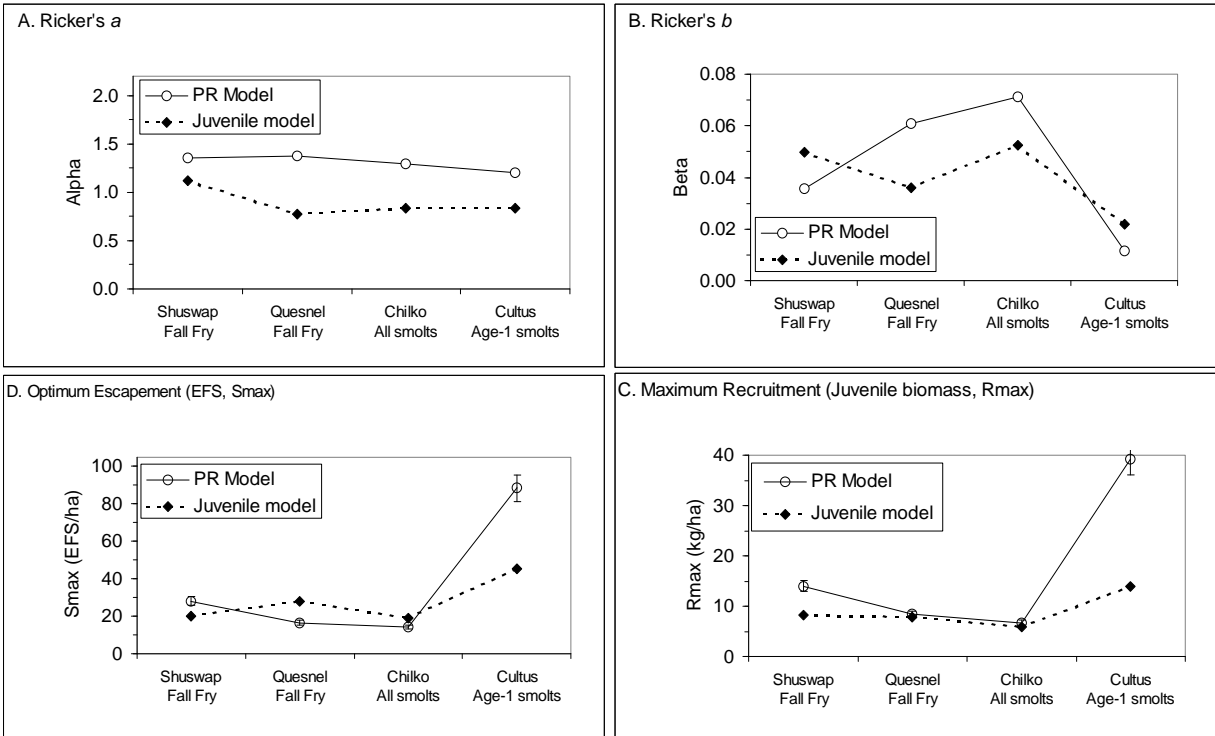 A. Ricker's a
PR Model
Juvenile model
Alpha
2.0
1.5
1.0
0.5
0.0
Shuswap
Fall Fry
Quesnel
Fall Fry
Chilko
All smolts
Cultus
Age-1 smolts
B. Ricker's b
0.08
0.06
0.04
0.02
0.00
Beta
PR Model
Juvenile model
Shuswap
Fall Fry
Quesnel
Fall Fry
Chilko
All smolts
Cultus
Age-1 smolts
D. Optimum Escapement (EFS, Smax)
100
80
60
40
20
0
Smax (EFS/ha)
PR Model
Juvenile model
Shuswap
Fall Fry
Quesnel
Fall Fry
Chilko
All smolts
Cultus
Age-1 smolts
C. Maximum Recruitment (Juvenile biomass, Rmax)
40
30
20
10
0
Rmax (kg/ha)
PR Model
Juvenile model
Shuswap
Fall Fry
Quesnel
Fall Fry
Chilko
All smolts
Cultus
Age-1 smolts